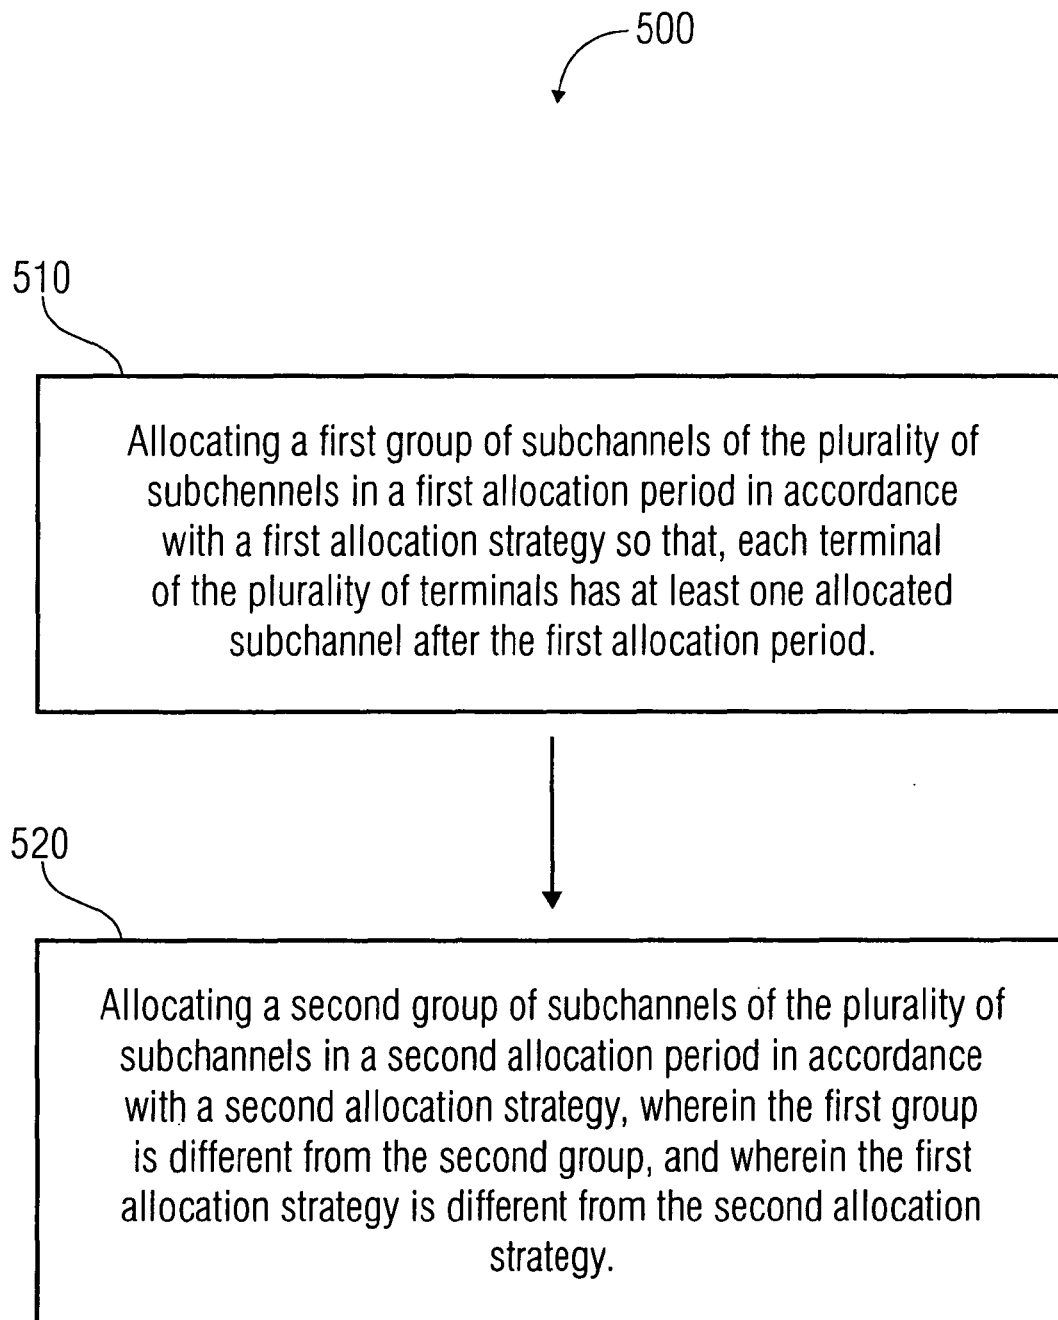 500
510
Allocating a first group of subchannels of the plurality of
subchennels in a first allocation period in accordance
with a first allocation strategy so that, each terminal
of the plurality of terminals has at least one allocated
subchannel after the first allocation period.
520
Allocating a second group of subchannels of the plurality of
subchannels in a second allocation period in accordance
with a second allocation strategy, wherein the first group
is different from the second group, and wherein the first
allocation strategy is different from the second allocation
strategy.